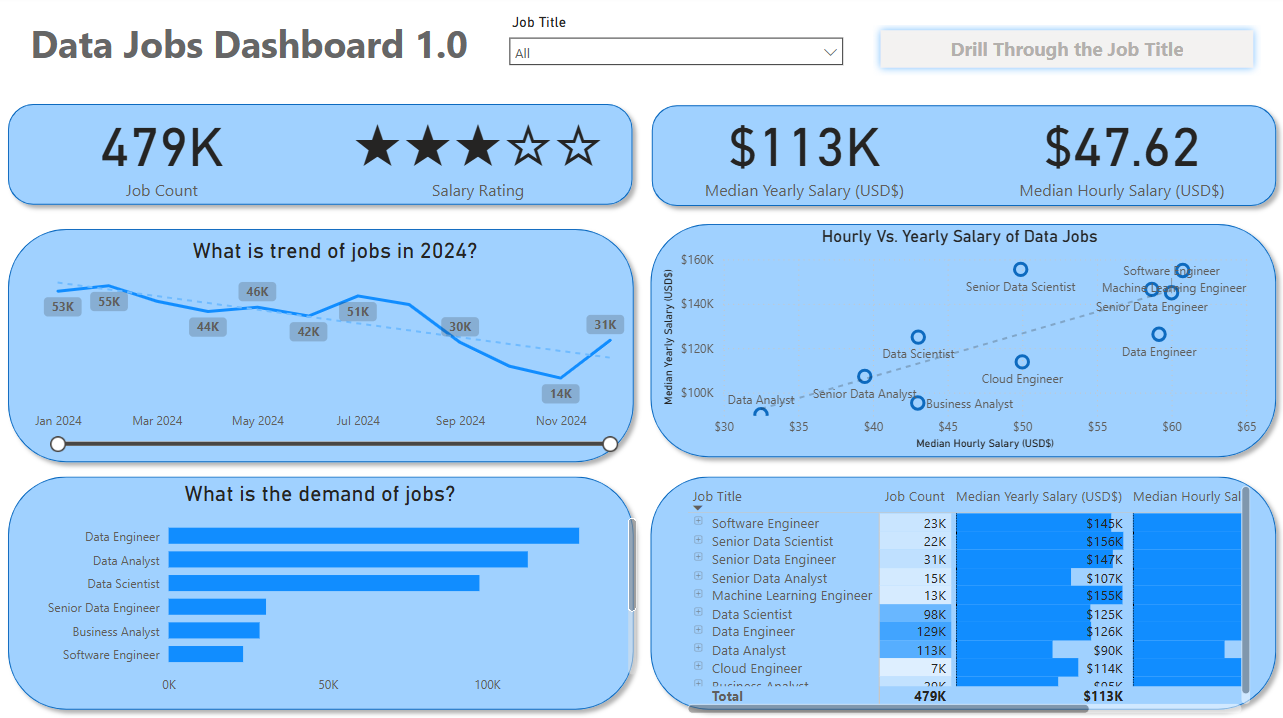 Job Title
Data Jobs Dashboard 1.0
All
Drill Through the Job Title
479K
Job Count
Salary Rating
$113K
Median Yearly Salary (USD$)
$47.62
Median Hourly Salary (USD$)
What is trend of jobs in 2024?
53K
55K
44K
46K
42K
51K
30K
14K
31K
Jan 2024
Mar 2024
May 2024
Jul 2024
Sep 2024
Nov 2024
Hourly Vs. Yearly Salary of Data Jobs
Median Yearly Salary (USD$)
$160K
$140K
$120K
$100K
Software Engineer
Senior Data Scientist
Machine Learning Engineer
Senior Data Engineer
Data Scientist
Data Engineer
Cloud Engineer
Senior Data Analyst
Data Analyst
Business Analyst
$30
$35
$40
$45
$50
$55
$60
$65
Median Hourly Salary (USD$)
What is the demand of jobs?
Data Engineer
Data Analyst
Data Scientist
Senior Data Engineer
Business Analyst
Software Engineer
0K
50K
100K
Job Title Job Count Median Yearly Salary (USD$) Median Hourly Sal
Software Engineer 23K $145K
Senior Data Scientist 22K $156K
Senior Data Engineer 31K $147K
Senior Data Analyst 15K $107K
Machine Learning Engineer 13K $155K
Data Scientist 98K $125K
Data Engineer 129K $126K
Data Analyst 113K $90K
Cloud Engineer 7K $114K
Business Analyst
Total 479K $113K